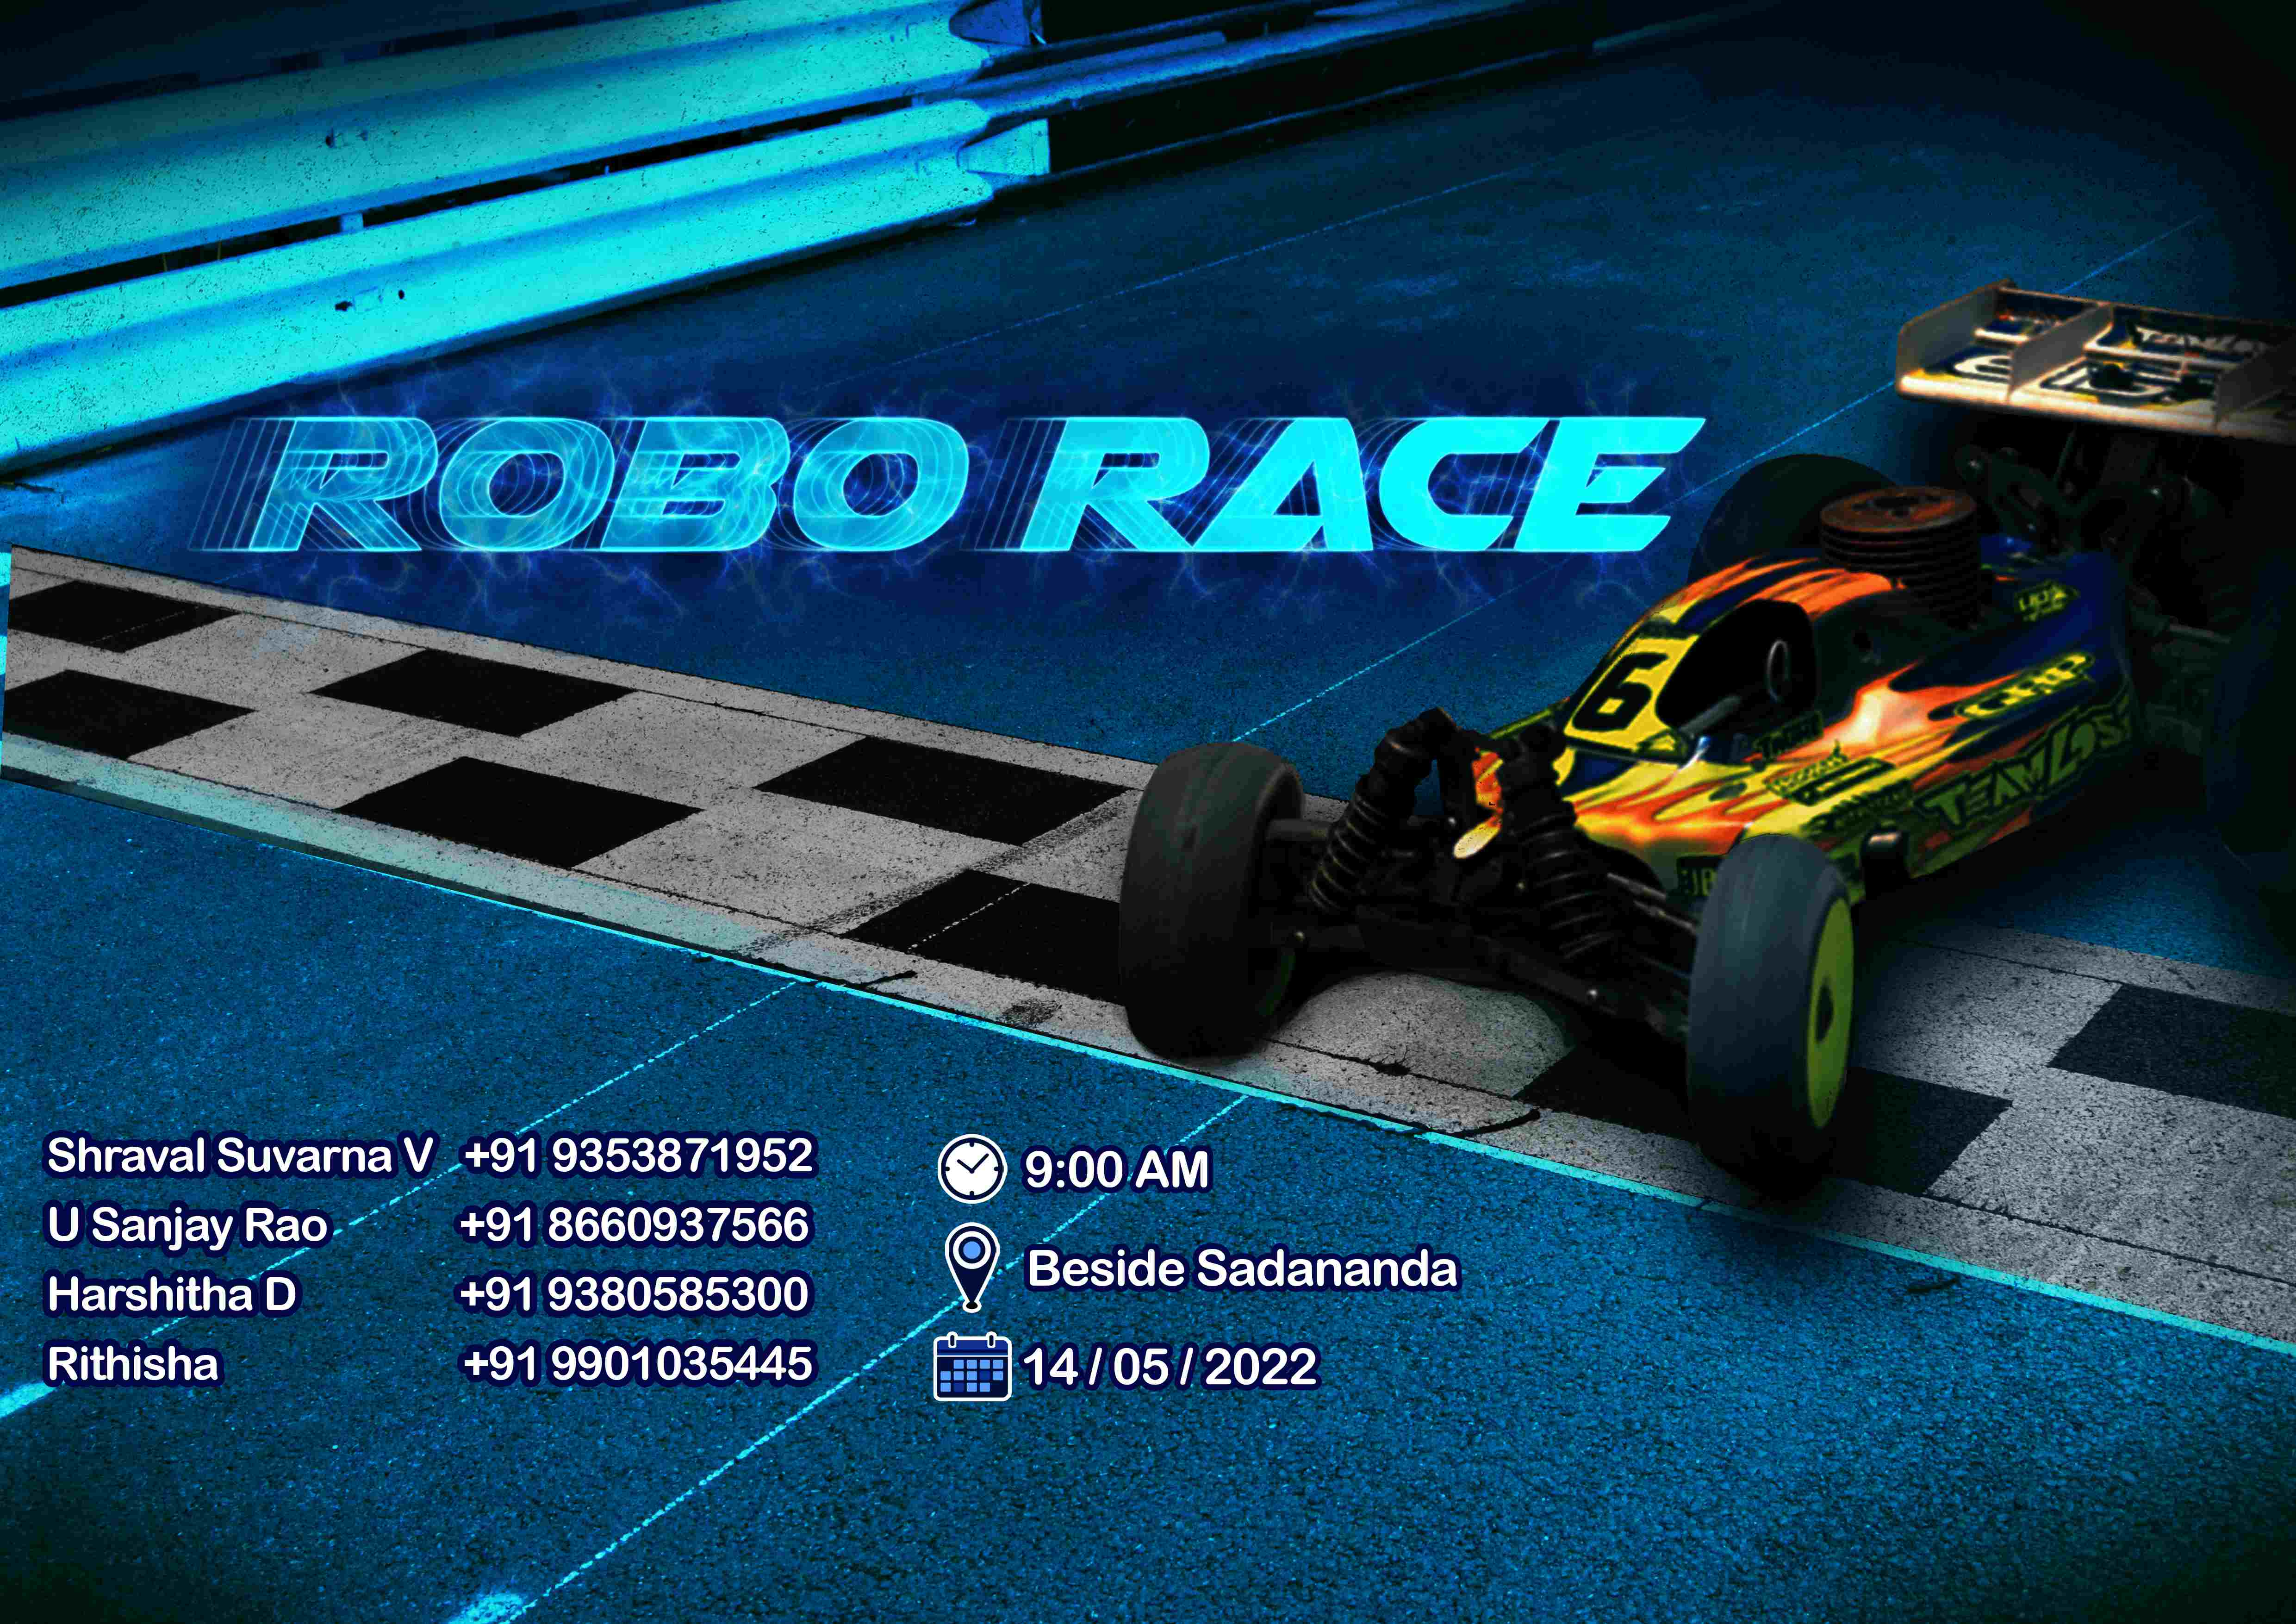 ROBO RACE
6
TEAM LOSI
Shraval Suvarna V +91 9353871952
U Sanjay Rao +91 8660937566
Harshitha D +91 9380585300
Rithisha +91 9901035445
9:00 AM
Beside Sadananda
14 / 05 / 2022